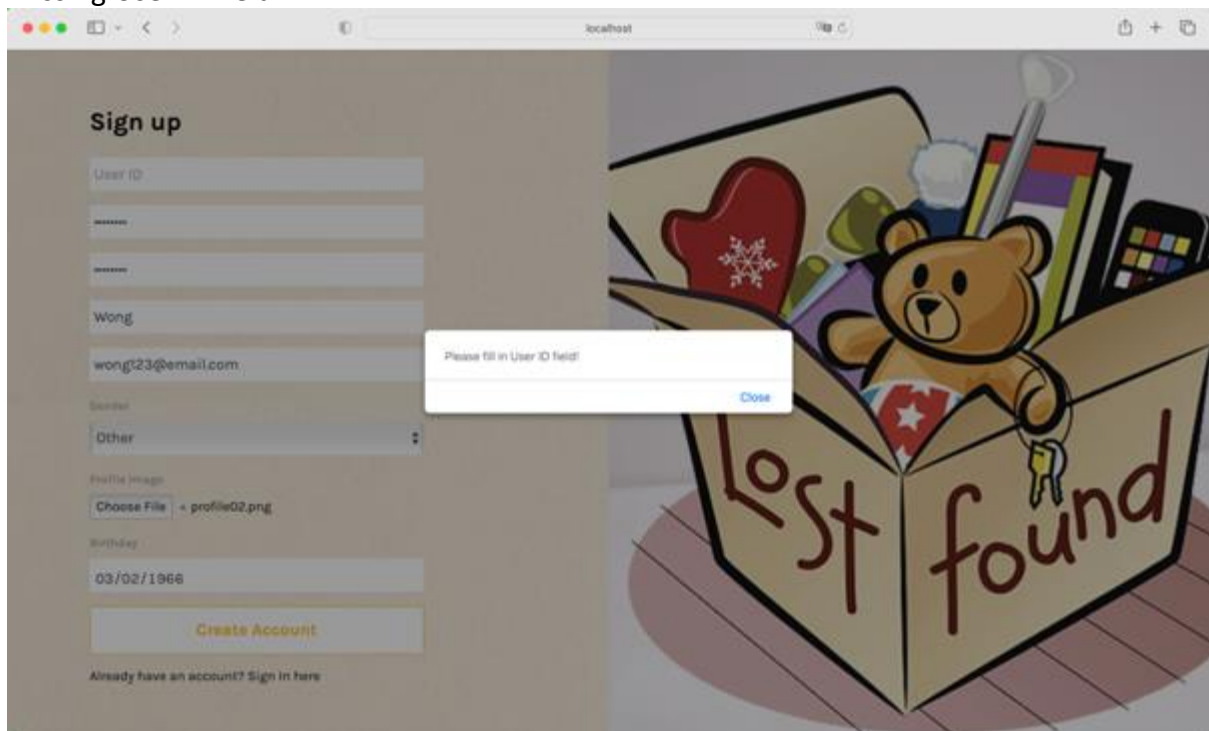 localhost
Sign up
User ID
••••••••
••••••••
Wong
wong123@email.com
Gender
Other
Profile Image
Choose File profile02.png
Birthday
03/02/1966
Create Account
Already have an account? Sign in here
Please fill in User ID field!
Close
Lost found